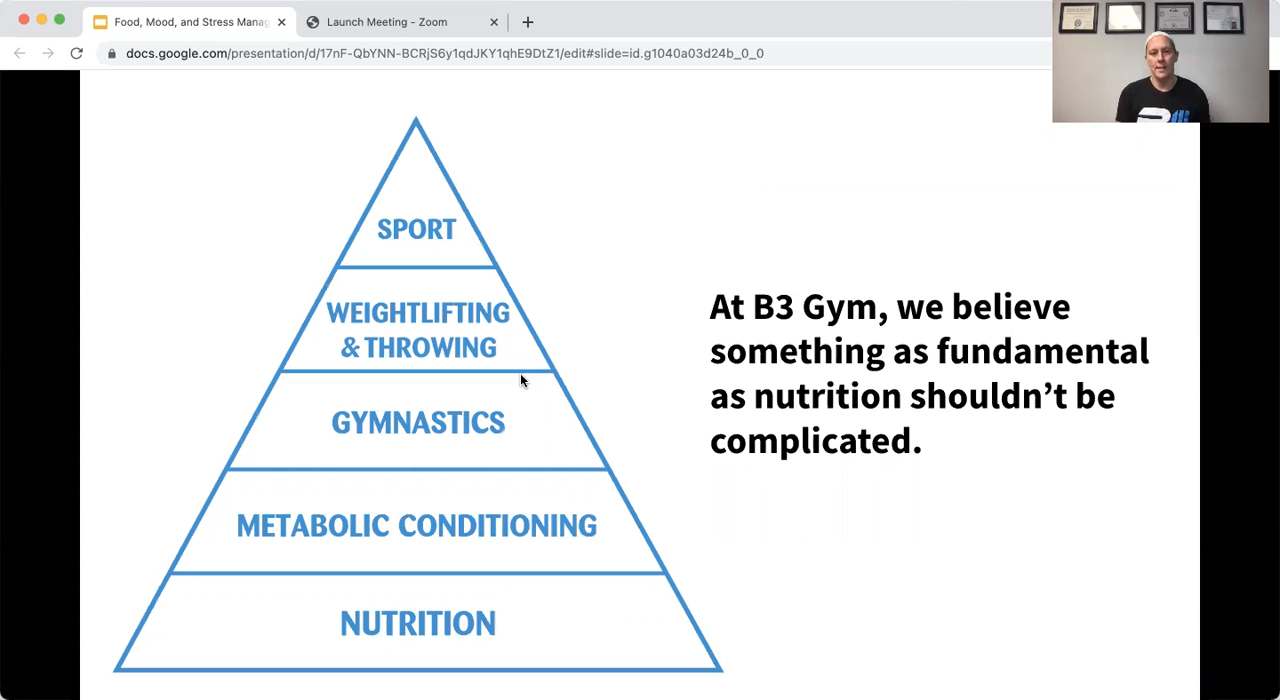 Food, Mood, and Stress Manag
Launch Meeting - Zoom
docs.google.com/presentation/d/17nF-QbYNN-BCRjS6y1qdJKY1qhE9DtZ1/edit#slide=id.g1040a03d24b_0_0
SPORT
WEIGHTLIFTING
& THROWING
GYMNASTICS
METABOLIC CONDITIONING
NUTRITION
At B3 Gym, we believe
something as fundamental
as nutrition shouldn’t be
complicated.